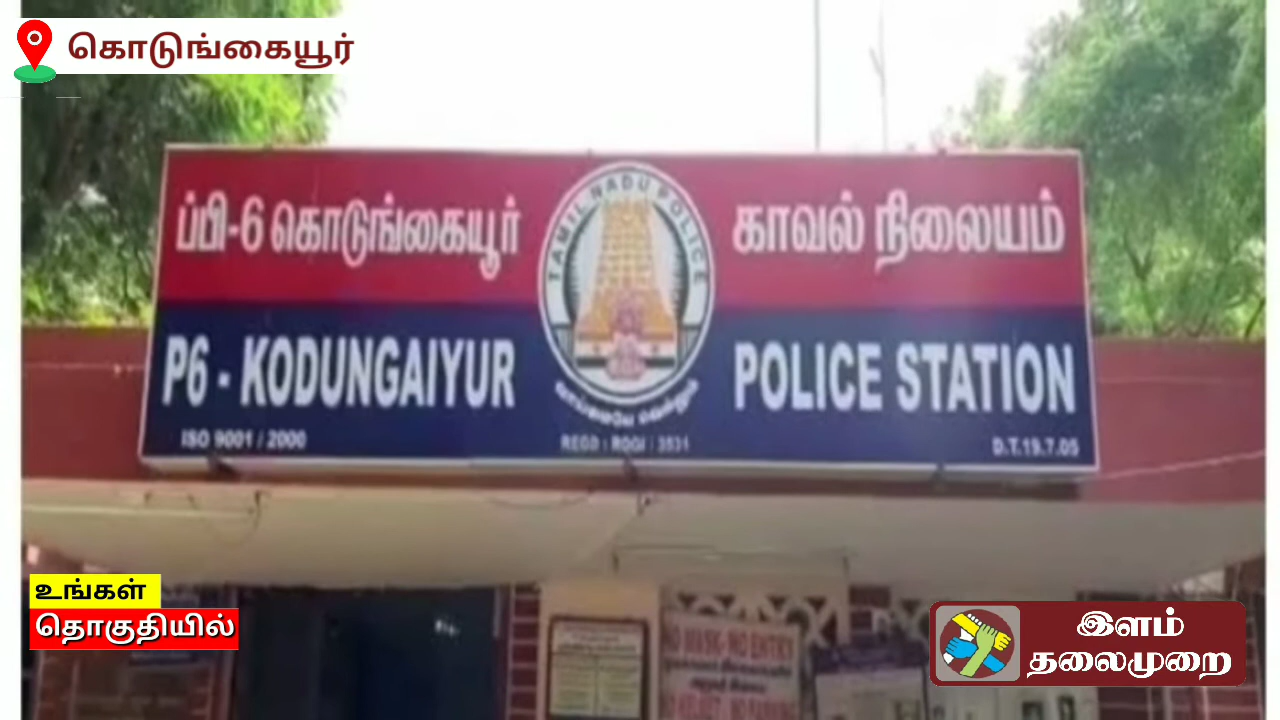 கொடுங்கையூர்
ப்பி-6 கொடுங்கையூர்
காவல் நிலையம்
TAMIL NADU POLICE
வாய்மையே வெல்லும்
P6 - KODUNGAIYUR
POLICE STATION
ISO 9001 / 2000
REGD : ROGI / 3531
D.T.19.7.05
NO MASK-NO ENTRY
உங்கள்
தொகுதியில்
இளம்
தலைமுறை